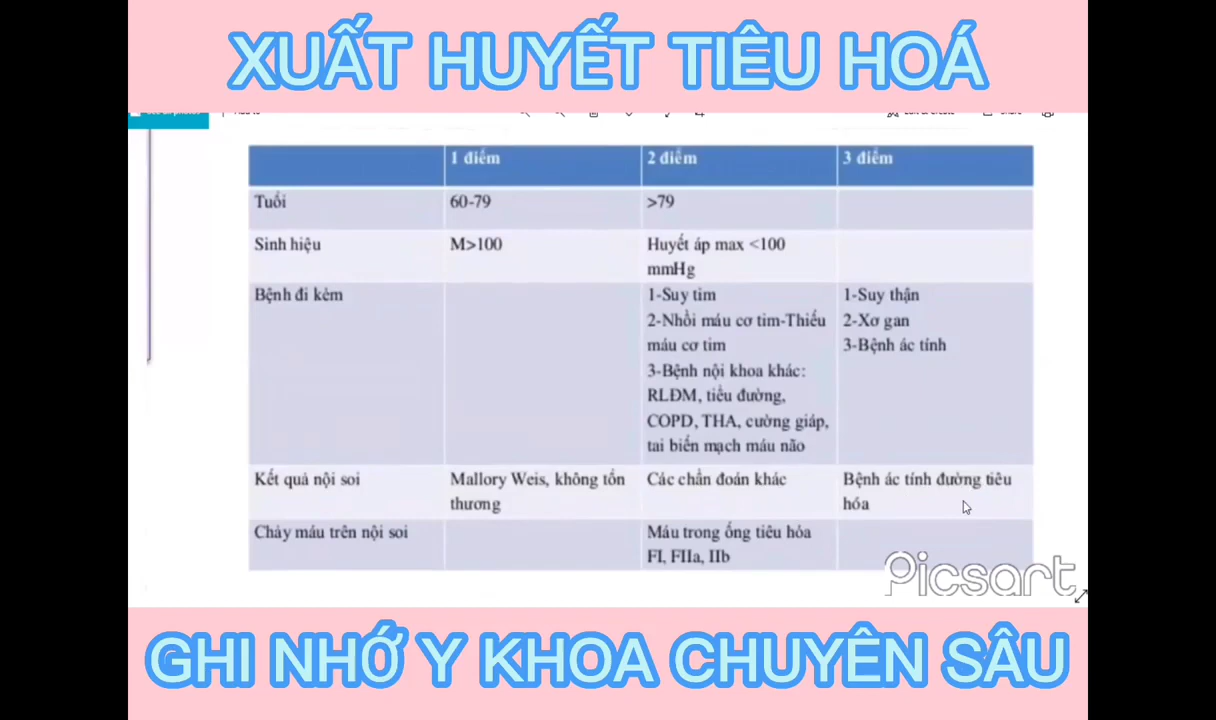 XUẤT HUYẾT TIÊU HOÁ
1 điểm 2 điểm 3 điểm
Tuổi 60-79 >79
Sinh hiệu M>100 Huyết áp max <100
mmHg
Bệnh đi kèm 1-Suy tim 1-Suy thận
2-Nhồi máu cơ tim-Thiếu 2-Xơ gan
máu cơ tim 3-Bệnh ác tính
3-Bệnh nội khoa khác:
RLĐM, tiểu đường,
COPD, THA, cường giáp,
tai biến mạch máu não
Kết quả nội soi Mallory Weis, không tổn Các chẩn đoán khác Bệnh ác tính đường tiêu
thương hóa
Chảy máu trên nội soi Máu trong ống tiêu hóa
FI, FIIa, IIb
Picsart
GHI NHỚ Y KHOA CHUYÊN SÂU